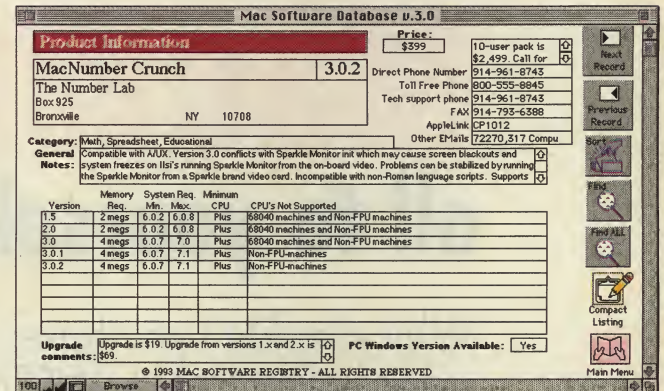 Mac Software Database v.3.0
Product Information
Price:
$399
10-user pack is
$2,499. Call for
MacNumber Crunch 3.0.2
The Number Lab
Box 925
Bronxville NY 10708
Direct Phone Number 914-961-8743
Toll Free Phone 800-555-8845
Tech support phone 914-961-8743
FAX 914-793-6388
AppleLink CP1012
Other EMails 72270,317 Compu
Category: Math, Spreadsheet, Educational
General Notes: Compatible with A/UX. Version 3.0 conflicts with Sparkle Monitor init which may cause screen blackouts and
system freezes on IIsi's running Sparkle Monitor from the on-board video. Problems can be stabilized by running
the Sparkle Monitor from a Sparkle brand video card. Incompatible with non-Roman language scripts. Supports
Memory System Req. Minimum
Version Req. Min. Max. CPU CPU's Not Supported
1.5 2 megs 6.0.2 6.0.8 Plus 68040 machines and Non-FPU machines
2.0 2 megs 6.0.2 6.0.8 Plus 68040 machines and Non-FPU machines
3.0 4 megs 6.0.7 7.0 Plus 68040 machines and Non-FPU machines
3.0.1 4 megs 6.0.7 7.1 Plus Non-FPU-machines
3.0.2 4 megs 6.0.7 7.1 Plus Non-FPU-machines
Upgrade comments: Upgrade is $19. Upgrade from versions 1.x and 2.x is
$69.
PC Windows Version Available: Yes
© 1993 MAC SOFTWARE REGISTRY - ALL RIGHTS RESERVED
Next
Record
Previous
Record
Sort
Find
Find ALL
Compact
Listing
Main Menu
100 Browse